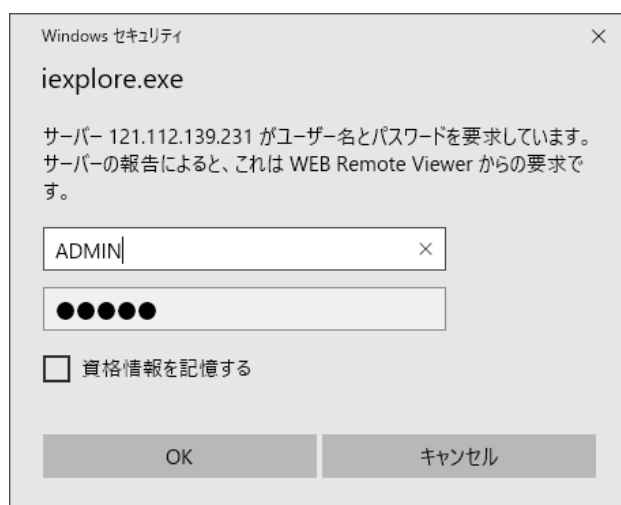 Windows セキュリティ
iexplore.exe
サーバー 121.112.139.231 がユーザー名とパスワードを要求しています。
サーバーの報告によると、これは WEB Remote Viewer からの要求で
す。
ADMIN
●●●●●
資格情報を記憶する
OK
キャンセル